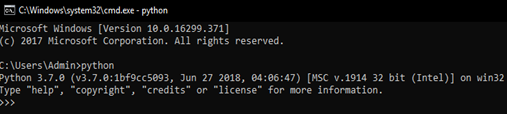 C:\Windows\system32\cmd.exe - python
Microsoft Windows [Version 10.0.16299.371]
(c) 2017 Microsoft Corporation. All rights reserved.
C:\Users\Admin>python
Python 3.7.0 (v3.7.0:1bf9cc5093, Jun 27 2018, 04:06:47) [MSC v.1914 32 bit (Intel)] on win32
Type "help", "copyright", "credits" or "license" for more information.
>>>